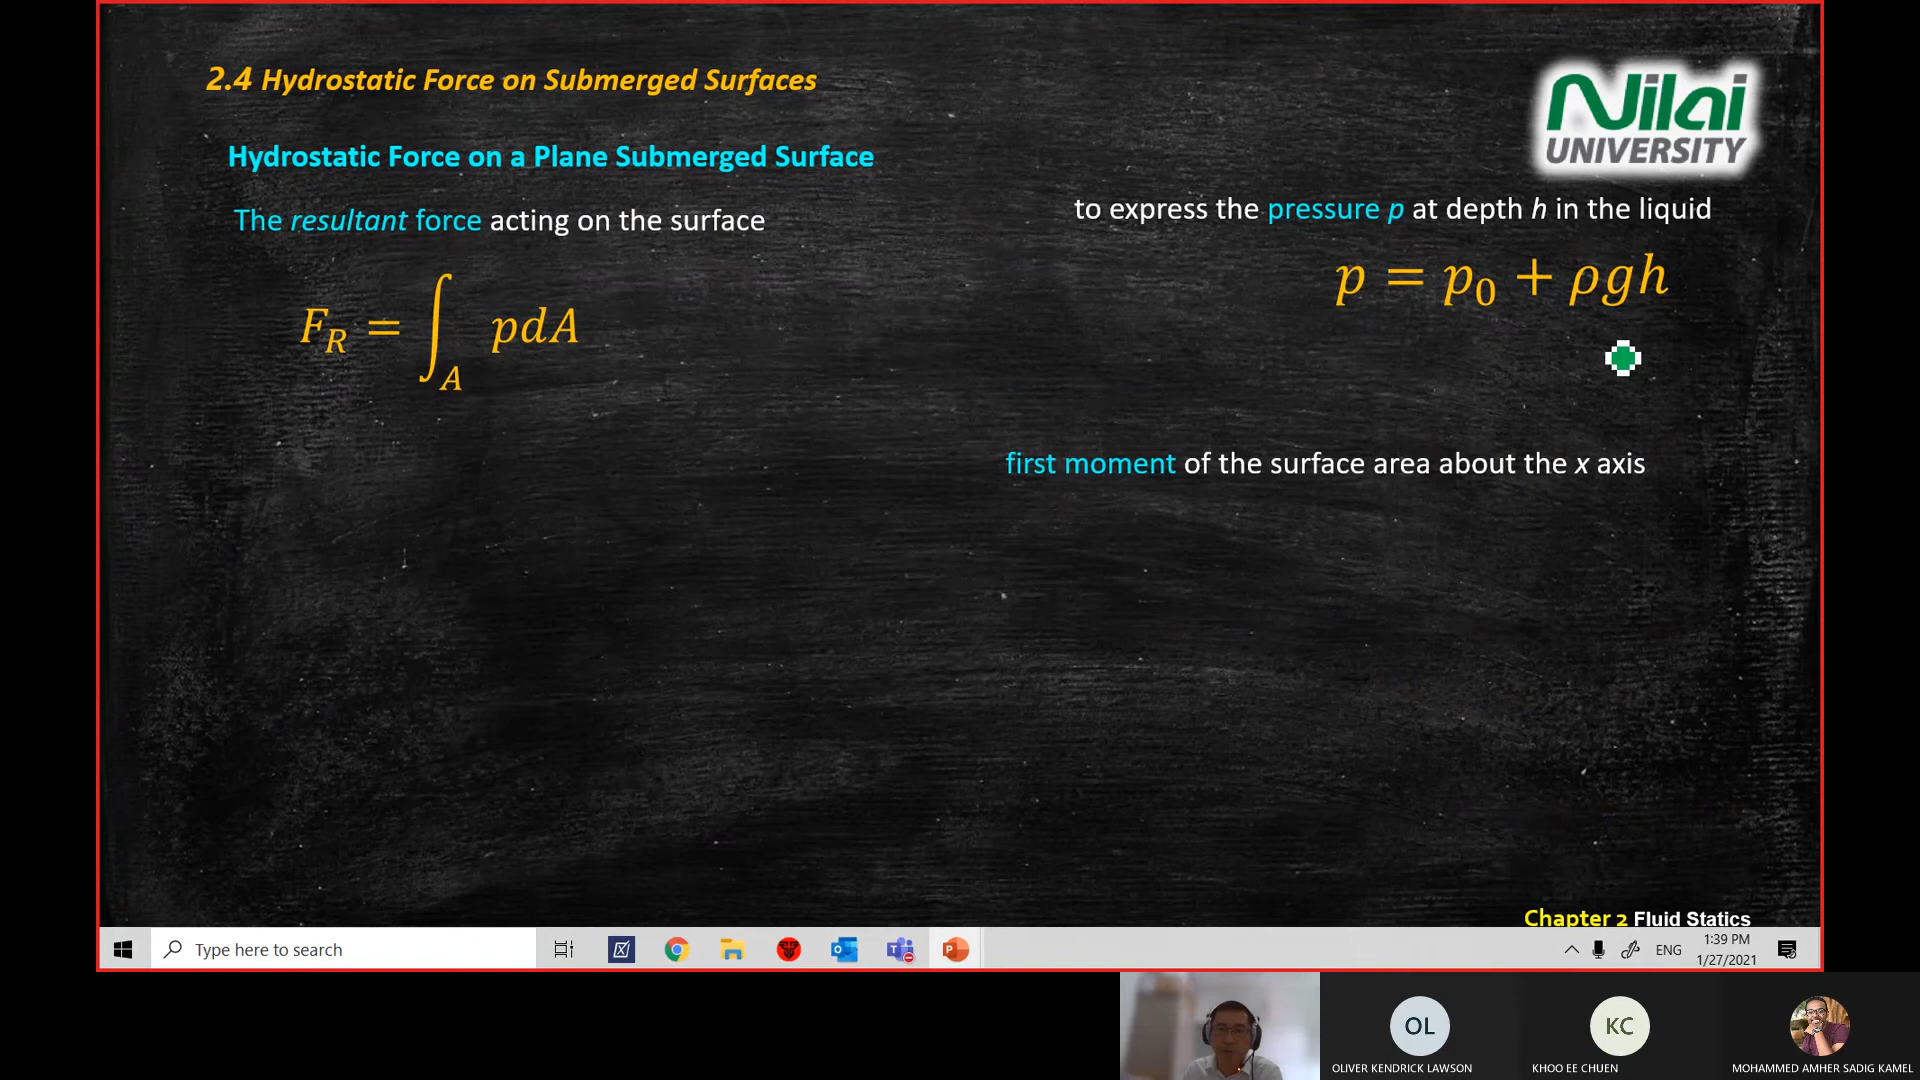 2.4 Hydrostatic Force on Submerged Surfaces
Nilai
UNIVERSITY
Hydrostatic Force on a Plane Submerged Surface
The resultant force acting on the surface
to express the pressure p at depth h in the liquid
p = p₀ + ρgh
F_R = ∫_A pdA
first moment of the surface area about the x axis
Chapter 2 Fluid Statics
Type here to search
ENG
1:39 PM
1/27/2021
OL
KC
OLIVER KENDRICK LAWSON
KHOO EE CHUEN
MOHAMMED AMHER SADIG KAMEL